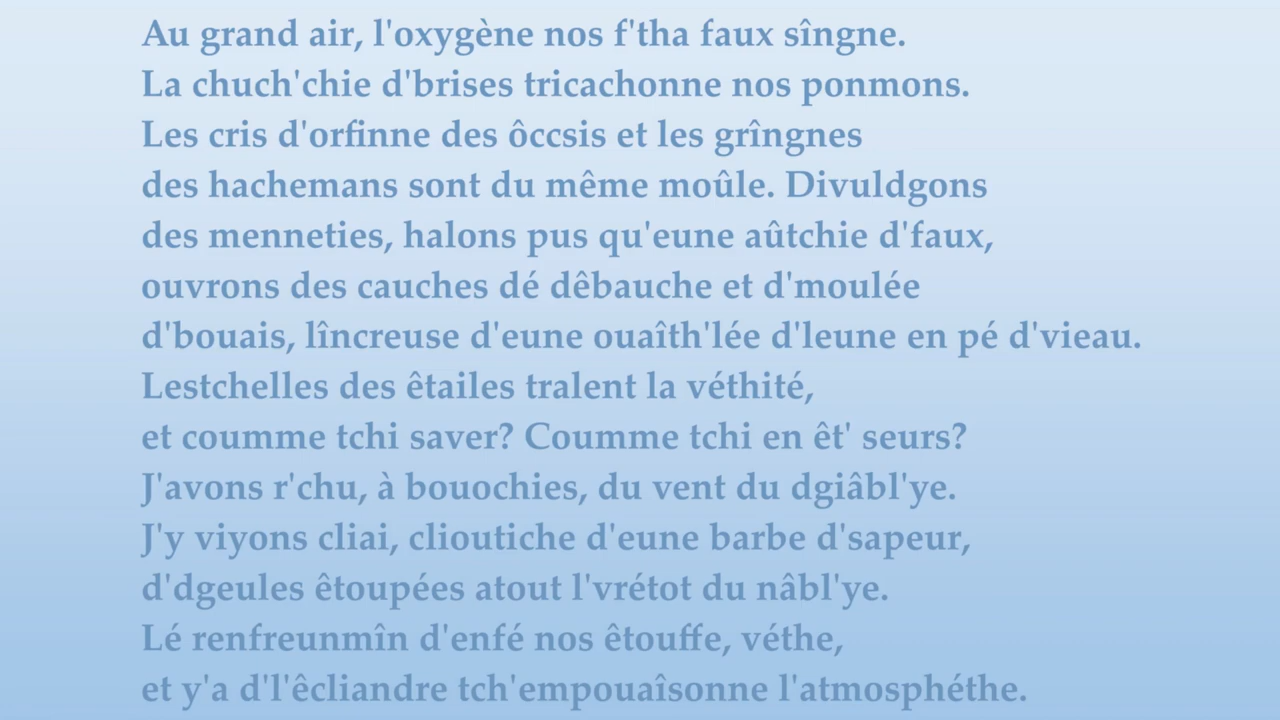 Au grand air, l'oxygène nos f'tha faux sîngne.
La chuch'chie d'brises tricachonne nos ponmons.
Les cris d'orfinne des ôccsis et les grîngnes
des hachemans sont du même moûle. Divuldgons
des menneties, halons pus qu'eune aûtchie d'faux,
ouvrons des cauches dé dêbauche et d'moulée
d'bouais, lîncreuse d'eune ouaîth'lée d'leune en pé d'vieau.
Lestchelles des êtailes tralent la véthité,
et coumme tchi saver? Coumme tchi en êt' seurs?
J'avons r'chu, à bouochies, du vent du dgiâbl'ye.
J'y viyons cliai, clioutiche d'eune barbe d'sapeur,
d'dgeules êtoupées atout l'vrétot du nâbl'ye.
Lé renfreunmîn d'enfé nos êtouffe, véthe,
et y'a d'l'êcliandre tch'empouaîsonne l'atmosphéthe.